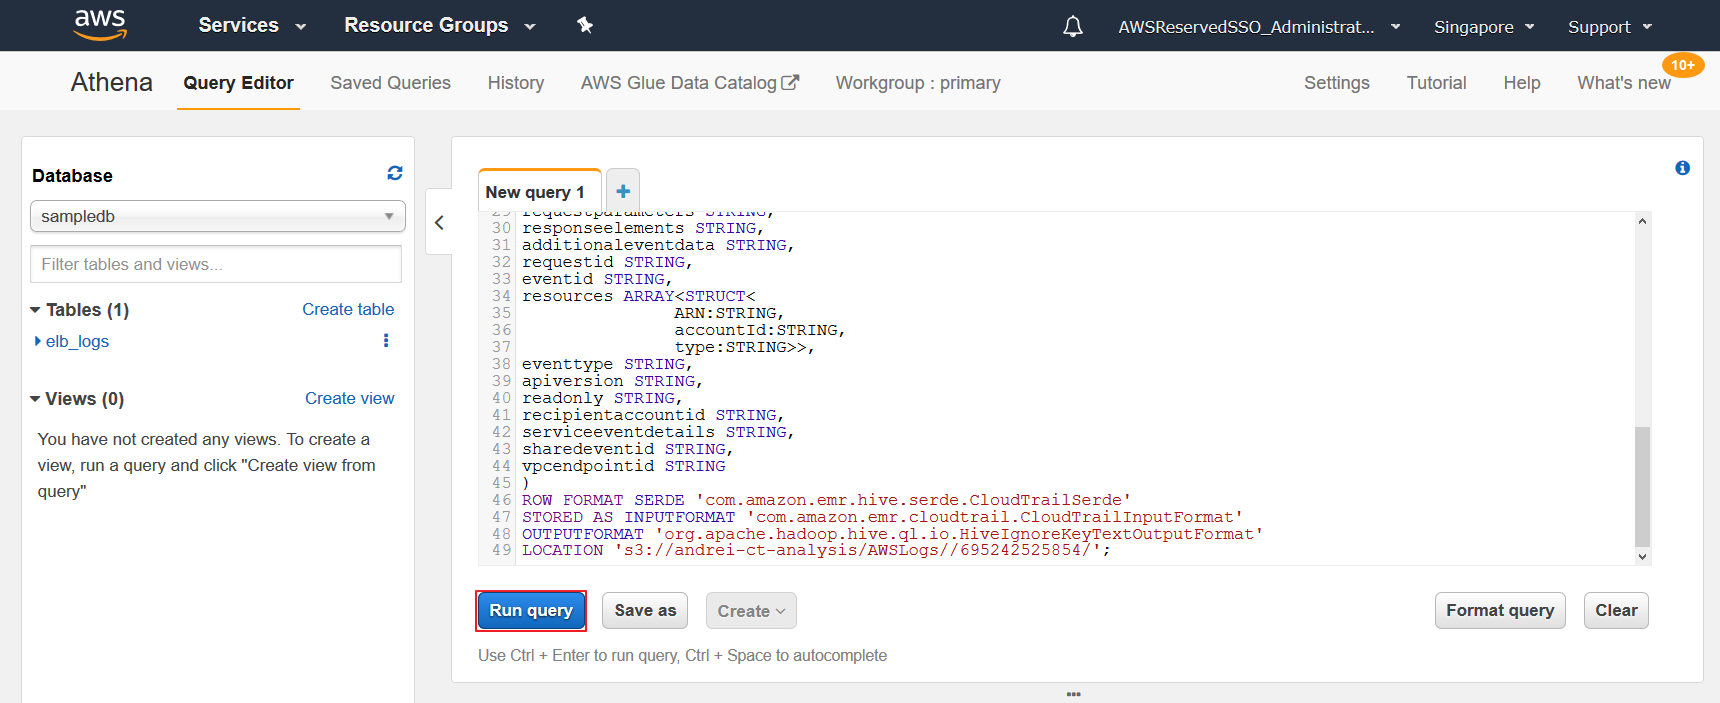 aws Services Resource Groups AWSReservedSSO_Administrat... Singapore Support
Athena Query Editor Saved Queries History AWS Glue Data Catalog Workgroup : primary Settings Tutorial Help What's new 10+
Database
sampledb
Filter tables and views...
Tables (1) Create table
elb_logs
Views (0) Create view
You have not created any views. To create a
view, run a query and click "Create view from
query"
New query 1
29 requestparameters STRING,
30 responseelements STRING,
31 additionaleventdata STRING,
32 requestid STRING,
33 eventid STRING,
34 resources ARRAY<STRUCT<
35 ARN:STRING,
36 accountId:STRING,
37 type:STRING>>,
38 eventtype STRING,
39 apiversion STRING,
40 readonly STRING,
41 recipientaccountid STRING,
42 serviceeventdetails STRING,
43 sharedeventid STRING,
44 vpcendpointid STRING
45 )
46 ROW FORMAT SERDE 'com.amazon.emr.hive.serde.CloudTrailSerde'
47 STORED AS INPUTFORMAT 'com.amazon.emr.cloudtrail.CloudTrailInputFormat'
48 OUTPUTFORMAT 'org.apache.hadoop.hive.ql.io.HiveIgnoreKeyTextOutputFormat'
49 LOCATION 's3://andrei-ct-analysis/AWSLogs//695242525854/';
Run query Save as Create Format query Clear
Use Ctrl + Enter to run query, Ctrl + Space to autocomplete